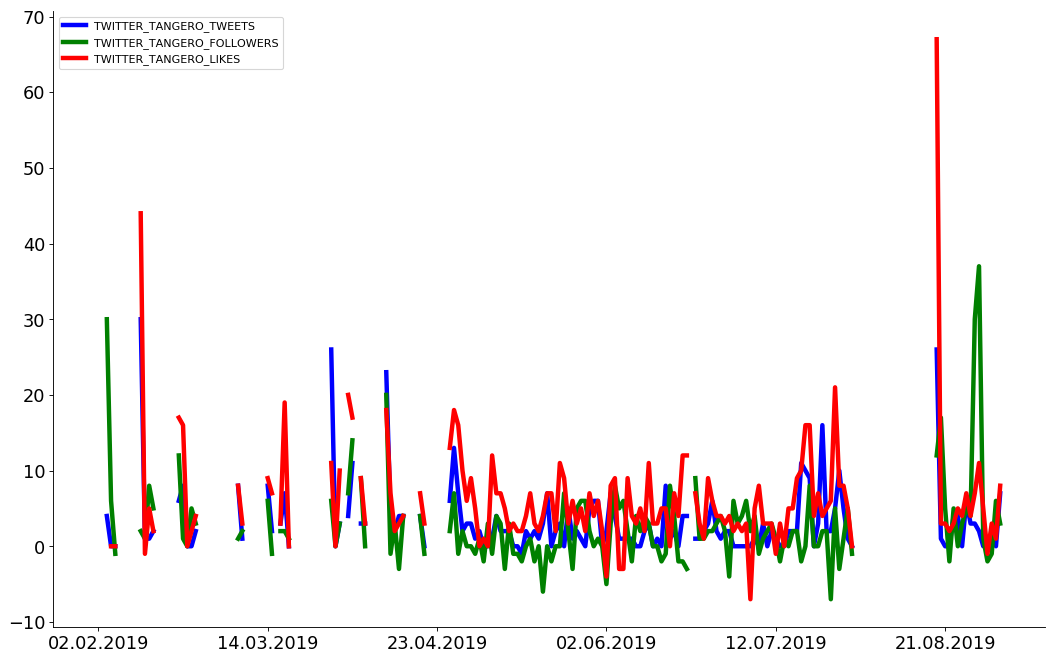 70
60
50
40
30
20
10
0
−10
TWITTER_TANGERO_TWEETS
TWITTER_TANGERO_FOLLOWERS
TWITTER_TANGERO_LIKES
02.02.2019 14.03.2019 23.04.2019 02.06.2019 12.07.2019 21.08.2019